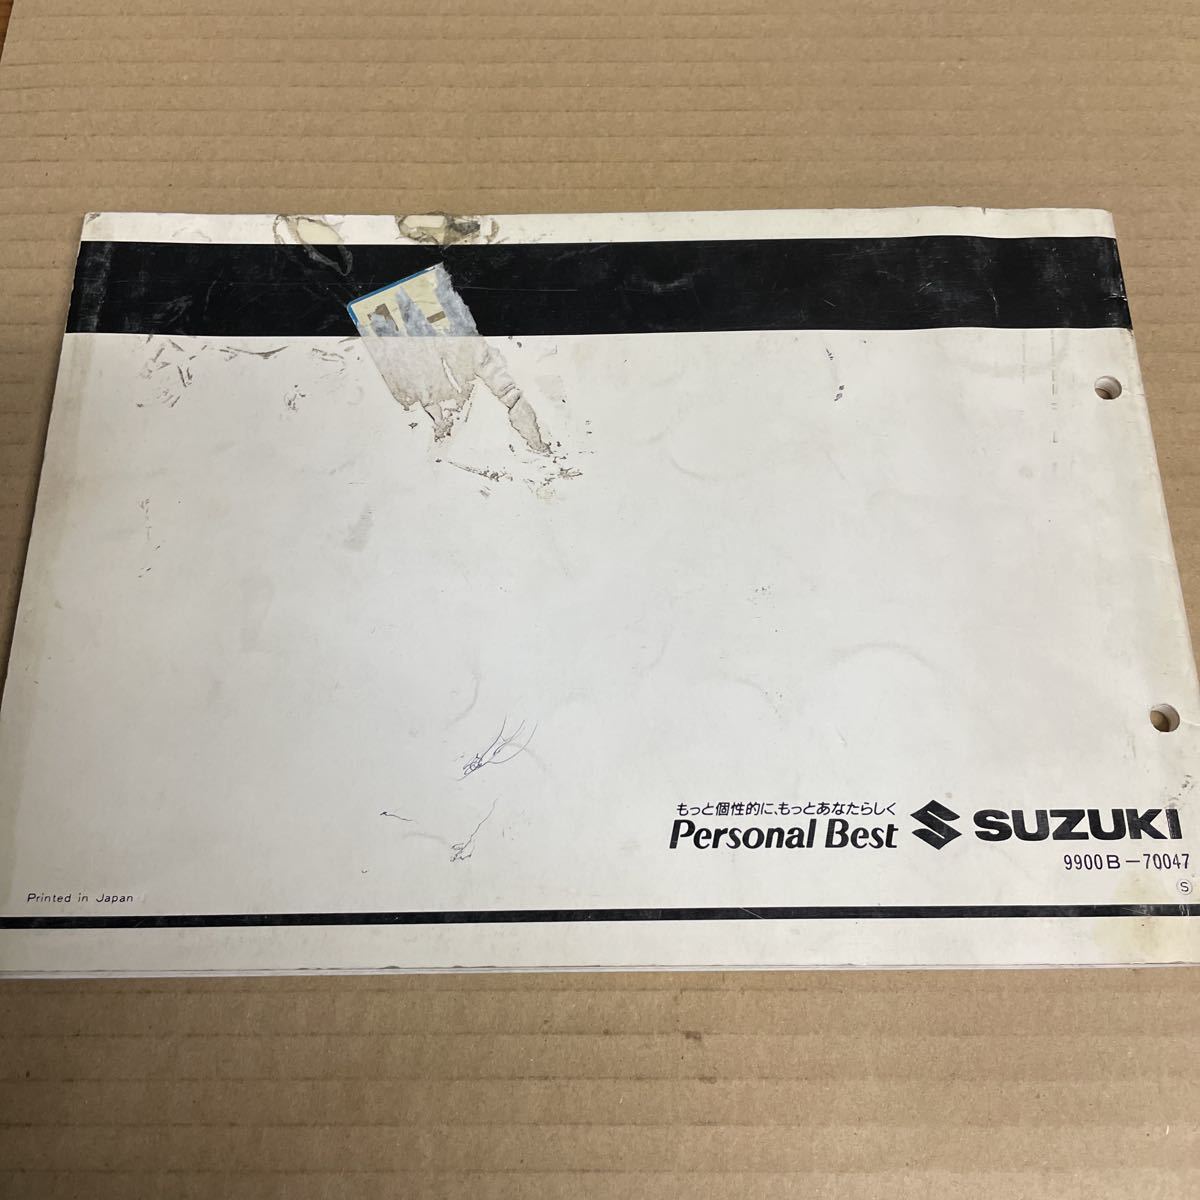 もっと個性的に、もっとあなたらしく
Personal Best SUZUKI
9900B-70047
Ⓢ
Printed in Japan